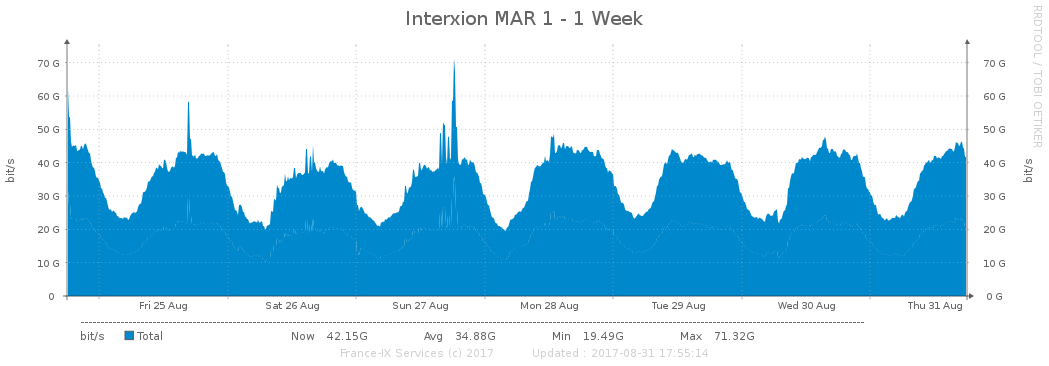 Interxion MAR 1 - 1 Week
RRDTOOL / TOBI OETIKER
bit/s
70 G 70 G
60 G 60 G
50 G 50 G
40 G 40 G
30 G 30 G
20 G 20 G
10 G 10 G
0 0 G
bit/s
Fri 25 Aug Sat 26 Aug Sun 27 Aug Mon 28 Aug Tue 29 Aug Wed 30 Aug Thu 31 Aug
bit/s Total Now 42.15G Avg 34.88G Min 19.49G Max 71.32G
France-IX Services (c) 2017 Updated : 2017-08-31 17:55:14